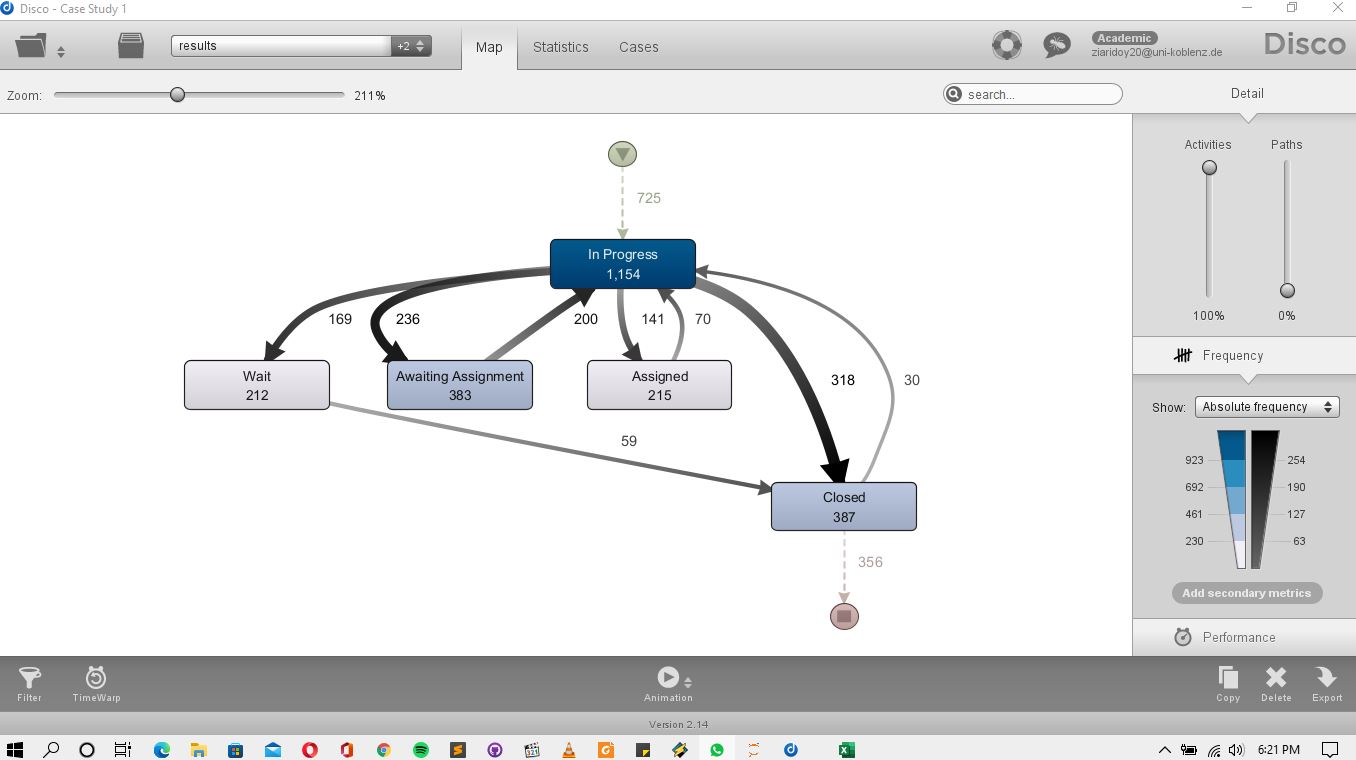 Disco - Case Study 1
results
+2
Map
Statistics
Cases
Academic
ziaridoy20@uni-koblenz.de
Disco
Zoom:
211%
search...
Detail
725
In Progress
1,154
169
236
200
141
70
318
30
Wait
212
Awaiting Assignment
383
Assigned
215
59
Closed
387
356
Activities
Paths
100%
0%
Frequency
Show:
Absolute frequency
923
254
692
190
461
127
230
63
Add secondary metrics
Performance
Filter
TimeWarp
Animation
Copy
Delete
Export
Version 2.14
6:21 PM